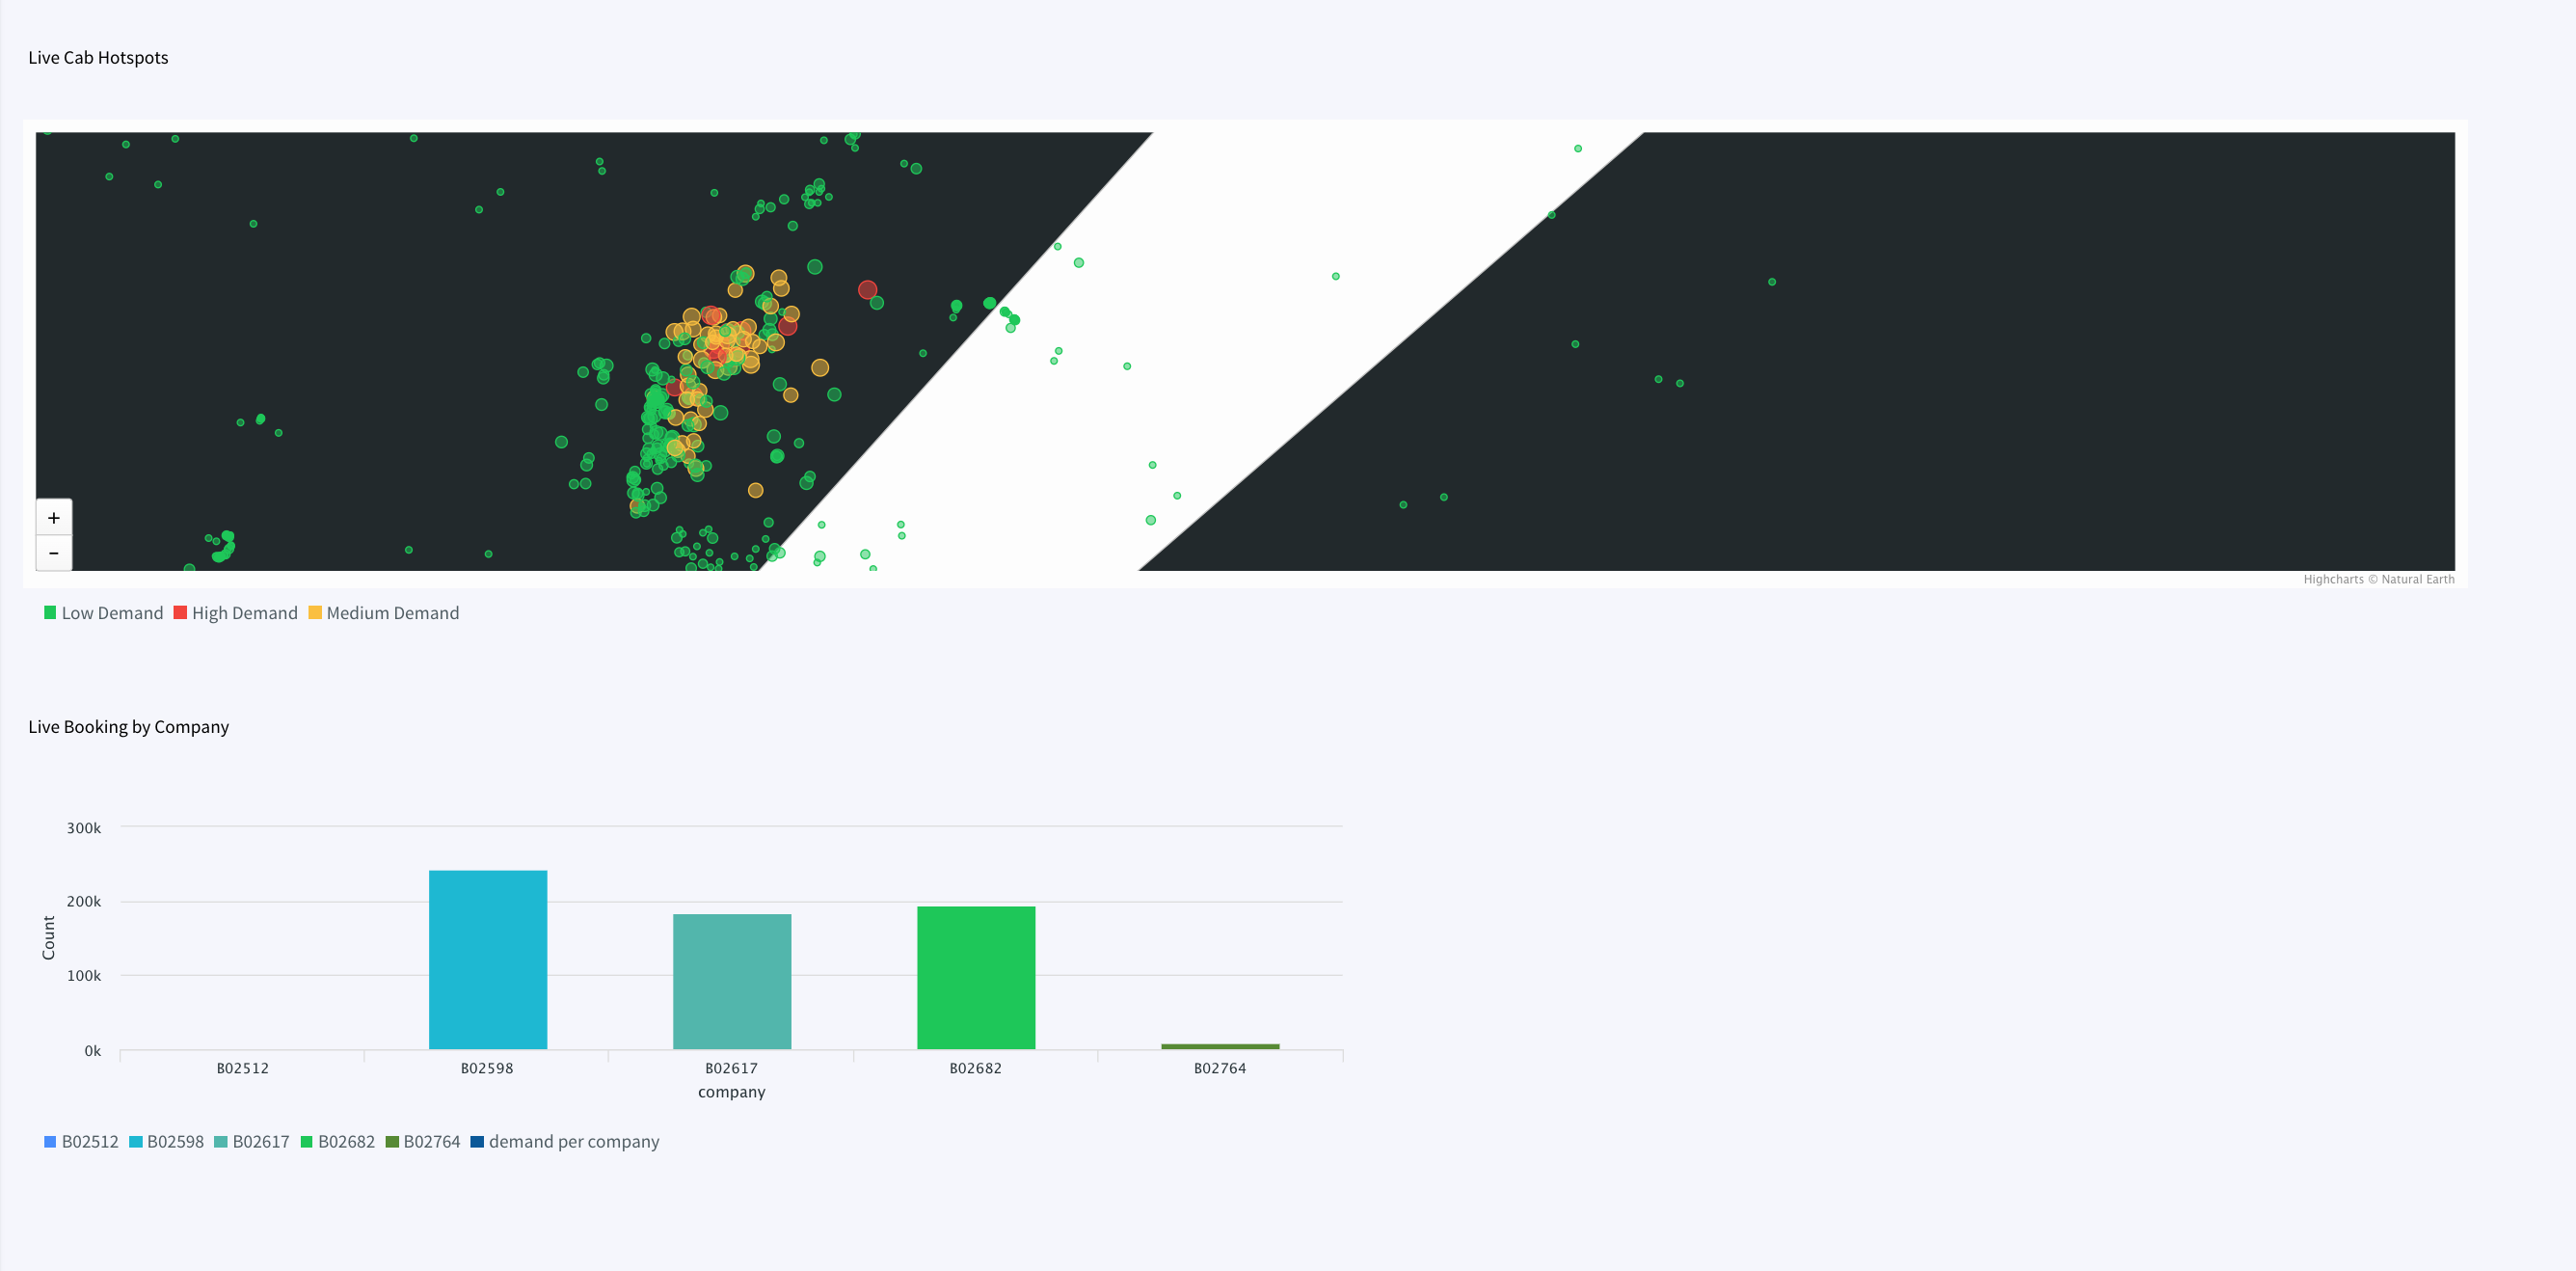 Live Cab Hotspots
+
−
Highcharts © Natural Earth
Low Demand High Demand Medium Demand
Live Booking by Company
300k
200k
100k
0k
Count
B02512 B02598 B02617 B02682 B02764
company
B02512 B02598 B02617 B02682 B02764 demand per company